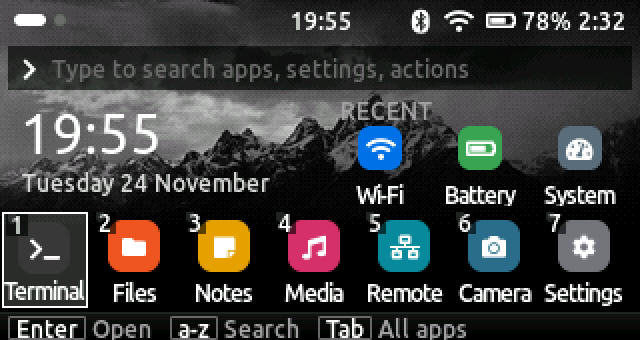 19:55 78% 2:32
Type to search apps, settings, actions
19:55
Tuesday 24 November
RECENT
Wi-Fi Battery System
1 2 3 4 5 6 7
Terminal Files Notes Media Remote Camera Settings
Enter Open a-z Search Tab All apps